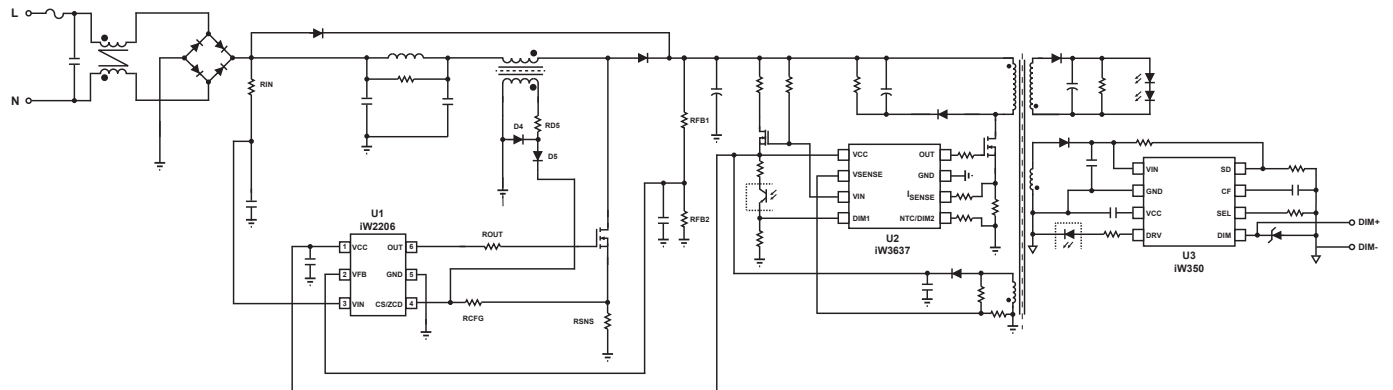 L
N
RIN
D4
RD5
D5
RFB1
RFB2
U1
iW2206
1 VCC
OUT 6
2 VFB
GND 5
3 VIN
CS/ZCD 4
ROUT
RCFG
RSNS
VCC
OUT
VSENSE
GND
VIN
ISENSE
DIM1
NTC/DIM2
U2
iW3637
VIN
SD
GND
CF
VCC
SEL
DRV
DIM
U3
iW350
DIM+
DIM-